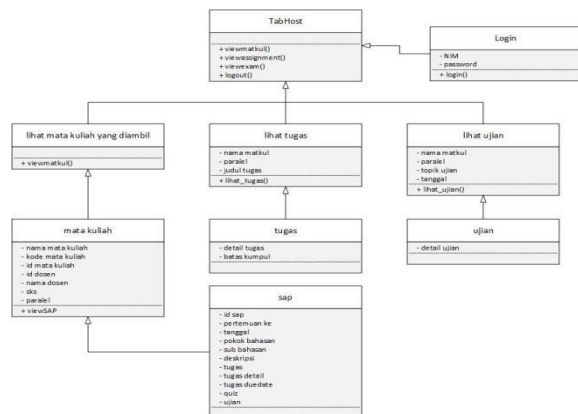 TabHost
+ viewmatkul()
+ viewassignment()
+ viewexam()
+ logout()
Login
- NIM
- password
+ login()
lihat mata kuliah yang diambil
+ viewmatkul()
lihat tugas
- nama matkul
- paralel
- judul tugas
+ lihat_tugas()
lihat ujian
- nama matkul
- paralel
- topik ujian
- tanggal
+ lihat_ujian()
mata kuliah
- nama mata kuliah
- kode mata kuliah
- id mata kuliah
- id dosen
- nama dosen
- sks
- paralel
+ viewSAP
tugas
- detail tugas
- batas kumpul
ujian
- detail ujian
sap
- id sap
- pertemuan ke
- tanggal
- pokok bahasan
- sub bahasan
- deskripsi
- tugas
- tugas detail
- tugas duedate
- quiz
- ujian